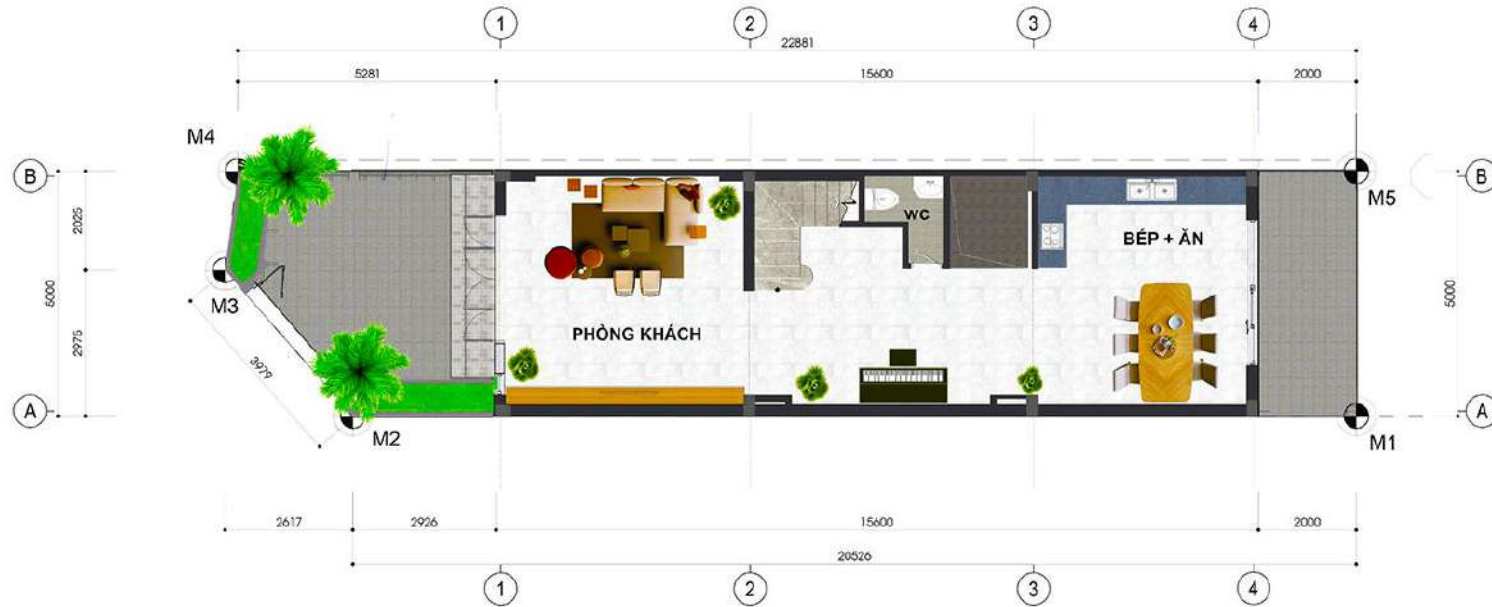 1 2 3 4
22881
5281 15600 2000
M4
B B
M5
2025
WC
BẾP + ĂN
M3
5000 5000
2975
PHÒNG KHÁCH
3979
A A
M2 M1
2617 2926 15600 2000
20526
1 2 3 4